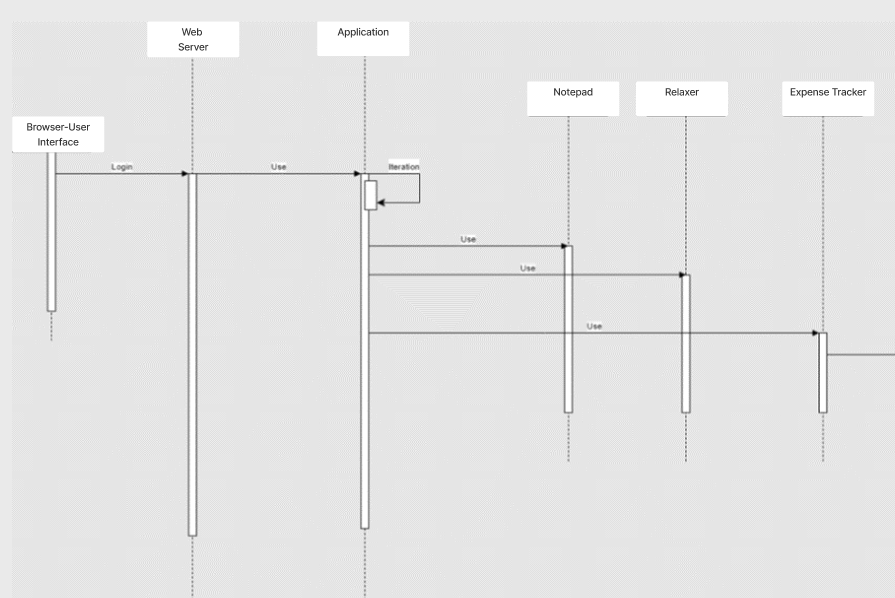 Web
Server
Application
Notepad
Relaxer
Expense Tracker
Browser-User
Interface
Login
Use
Iteration
Use
Use
Use